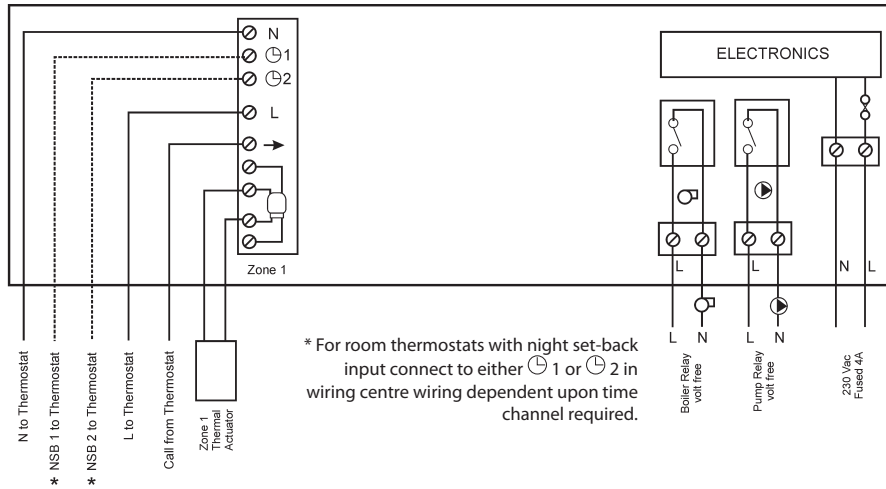 N
1
2
L
Zone 1
ELECTRONICS
L
L
N L
L N
L N
N to Thermostat
* NSB 1 to Thermostat
* NSB 2 to Thermostat
L to Thermostat
Call from Thermostat
Zone 1
Thermal
Actuator
* For room thermostats with night set-back
input connect to either 1 or 2 in
wiring centre wiring dependent upon time
channel required.
Boiler Relay
volt free
Pump Relay
volt free
230 Vac
Fused 4A